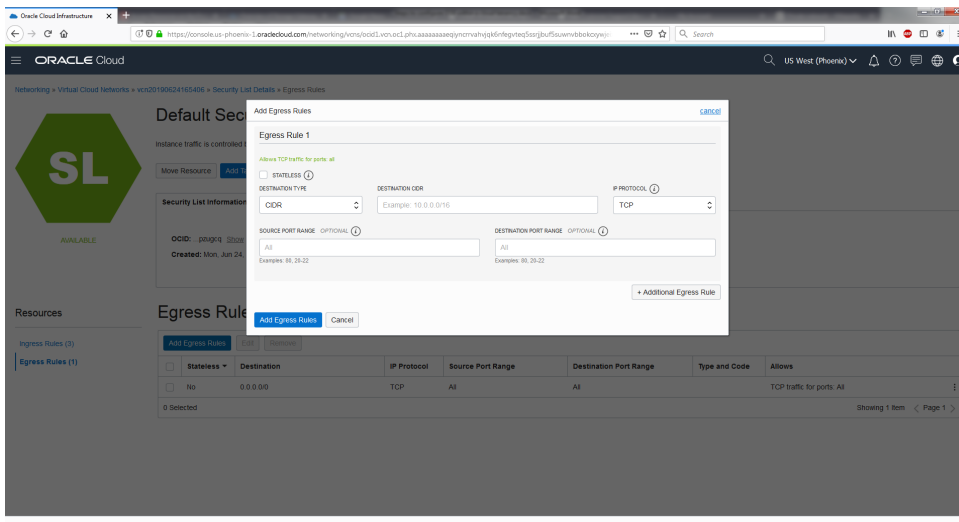 Oracle Cloud Infrastructure
https://console.us-phoenix-1.oraclecloud.com/networking/vcns/ocid1.vcn.oc1.phx.
Search
ORACLE Cloud
US West (Phoenix)
Networking » Virtual Cloud Networks » vcn20190624165406 » Security List Details » Egress Rules
SL
AVAILABLE
Default Sec
Instance traffic is controlled
Move Resource
Add Ta
Security List Information
OCID: ...pzugcq Show
Created: Mon, Jun 24,
Add Egress Rules
cancel
Egress Rule 1
Allows TCP traffic for ports: all
STATELESS
DESTINATION TYPE
DESTINATION CIDR
IP PROTOCOL
CIDR
Example: 10.0.0.0/16
TCP
SOURCE PORT RANGE OPTIONAL
DESTINATION PORT RANGE OPTIONAL
All
All
Examples: 80, 20-22
Examples: 80, 20-22
+ Additional Egress Rule
Add Egress Rules
Cancel
Resources
Ingress Rules (3)
Egress Rules (1)
Egress Rule
Add Egress Rules
Edit
Remove
Stateless
Destination
IP Protocol
Source Port Range
Destination Port Range
Type and Code
Allows
No
0.0.0.0/0
TCP
All
All
TCP traffic for ports: All
0 Selected
Showing 1 Item
Page 1